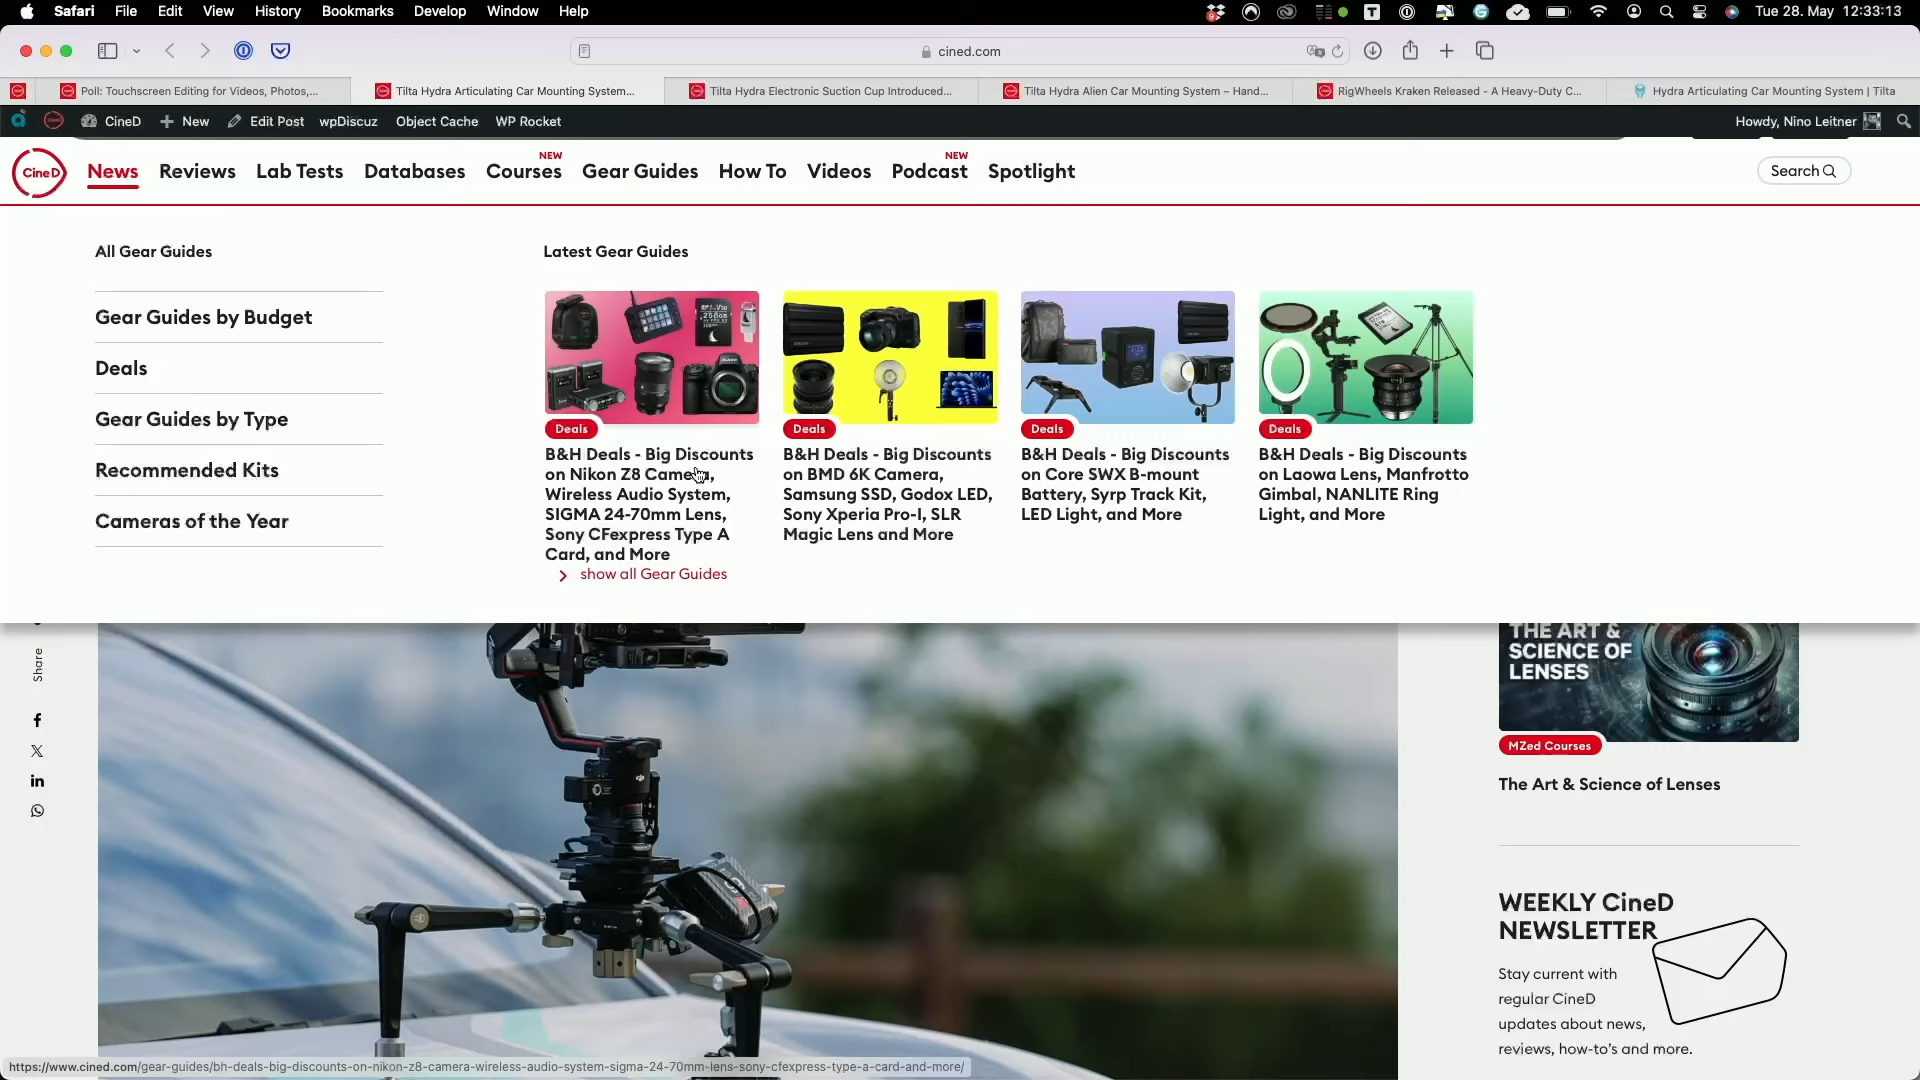 Safari File Edit View History Bookmarks Develop Window Help
Tue 28. May 12:33:13
cined.com
Poll: Touchscreen Editing for Videos, Photos,...
Tilta Hydra Articulating Car Mounting System...
Tilta Hydra Electronic Suction Cup Introduced...
Tilta Hydra Alien Car Mounting System – Hand...
RigWheels Kraken Released - A Heavy-Duty C...
Hydra Articulating Car Mounting System | Tilta
CineD New Edit Post wpDiscuz Object Cache WP Rocket
Howdy, Nino Leitner
CineD
News Reviews Lab Tests Databases Courses NEW Gear Guides How To Videos Podcast NEW Spotlight
Search
All Gear Guides
Gear Guides by Budget
Deals
Gear Guides by Type
Recommended Kits
Cameras of the Year
Latest Gear Guides
Deals
B&H Deals - Big Discounts
on Nikon Z8 Camera,
Wireless Audio System,
SIGMA 24-70mm Lens,
Sony CFexpress Type A
Card, and More
show all Gear Guides
Deals
B&H Deals - Big Discounts
on BMD 6K Camera,
Samsung SSD, Godox LED,
Sony Xperia Pro-I, SLR
Magic Lens and More
Deals
B&H Deals - Big Discounts
on Core SWX B-mount
Battery, Syrp Track Kit,
LED Light, and More
Deals
B&H Deals - Big Discounts
on Laowa Lens, Manfrotto
Gimbal, NANLITE Ring
Light, and More
Share
THE ART &
SCIENCE OF
LENSES
MZed Courses
The Art & Science of Lenses
WEEKLY CineD
NEWSLETTER
Stay current with
regular CineD
updates about news,
reviews, how-to's and more.
https://www.cined.com/gear-guides/bh-deals-big-discounts-on-nikon-z8-camera-wireless-audio-system-sigma-24-70mm-lens-sony-cfexpress-type-a-card-and-more/